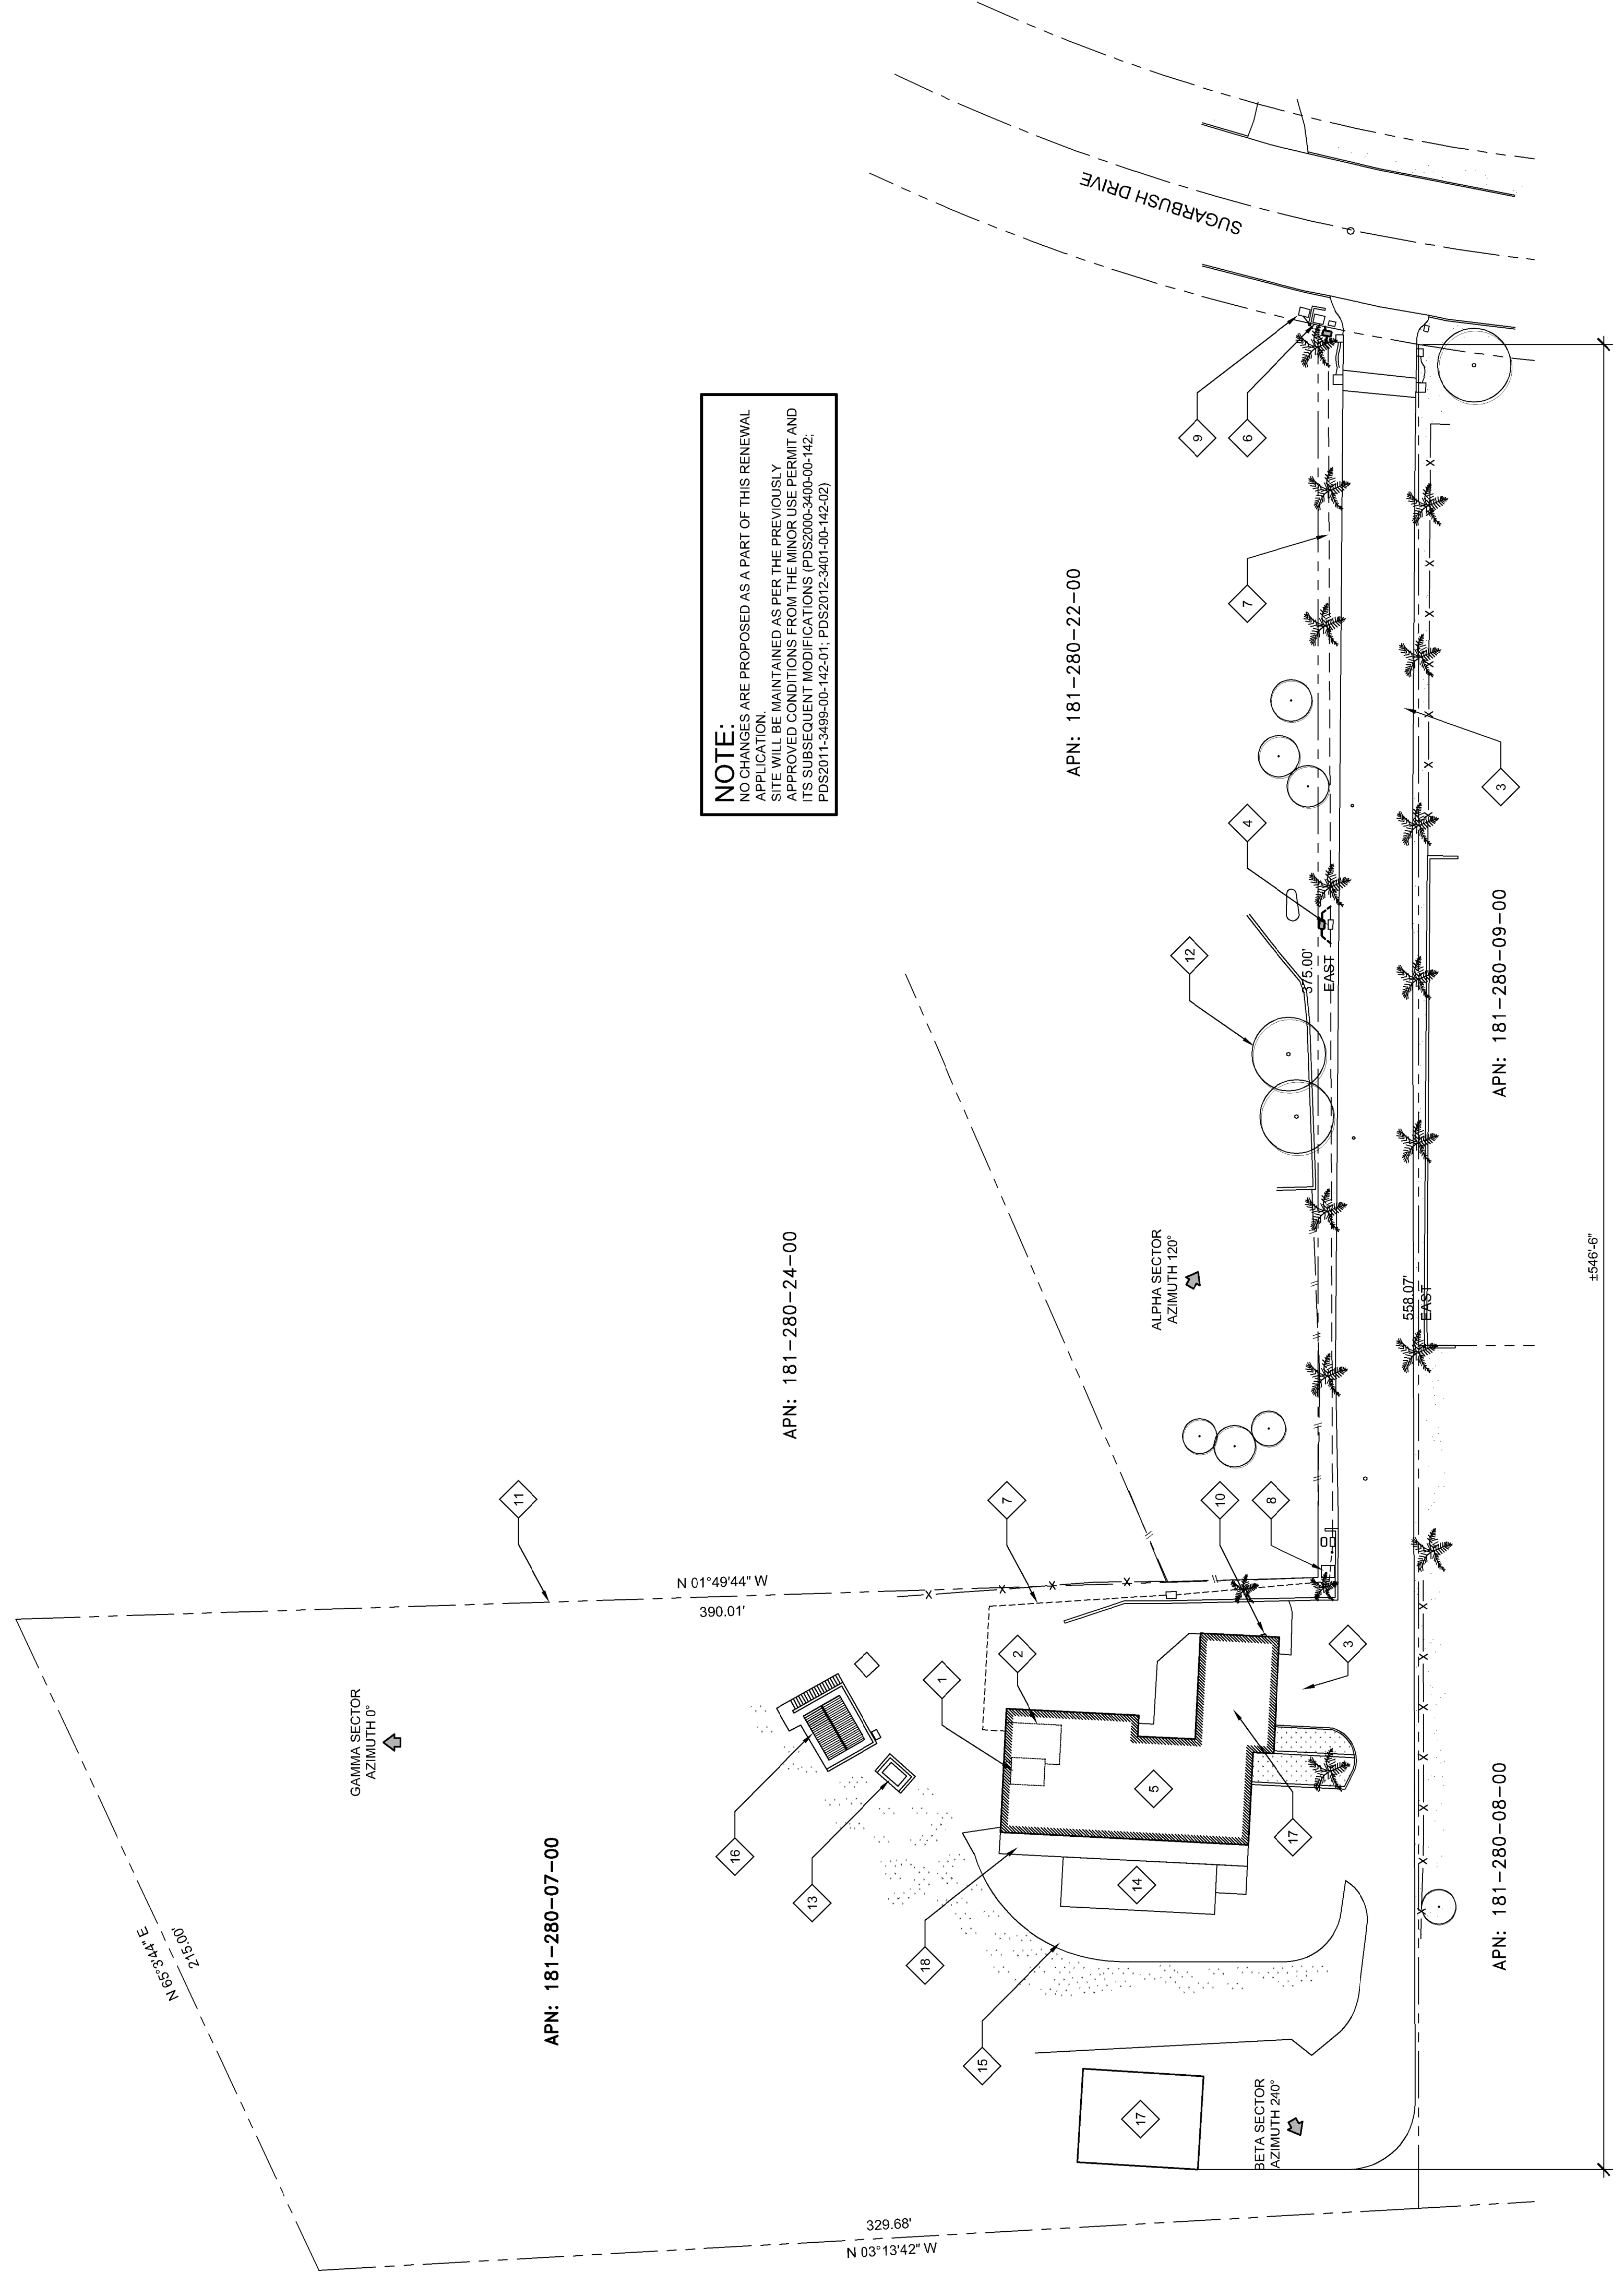 NOTE:
NO CHANGES ARE PROPOSED AS A PART OF THIS RENEWAL
APPLICATION.
SITE WILL BE MAINTAINED AS PER THE PREVIOUSLY
APPROVED CONDITIONS FROM THE MINOR USE PERMIT AND
ITS SUBSEQUENT MODIFICATIONS (PDS2000-3400-00-142;
PDS2011-3499-00-142-01; PDS2012-3401-00-142-02)
SUGARBUSH DRIVE
N 65°3'44" E
215.00'
GAMMA SECTOR
AZIMUTH 0°
APN: 181-280-07-00
11
N 01°49'44" W
390.01'
APN: 181-280-24-00
APN: 181-280-22-00
16
13
18
15
1
2
7
5
14
17
17
10
8
3
ALPHA SECTOR
AZIMUTH 120°
12
4
7
9
6
375.00'
EAST
558.07'
EAST
3
BETA SECTOR
AZIMUTH 240°
329.68'
N 03°13'42" W
APN: 181-280-08-00
APN: 181-280-09-00
±546'-6"